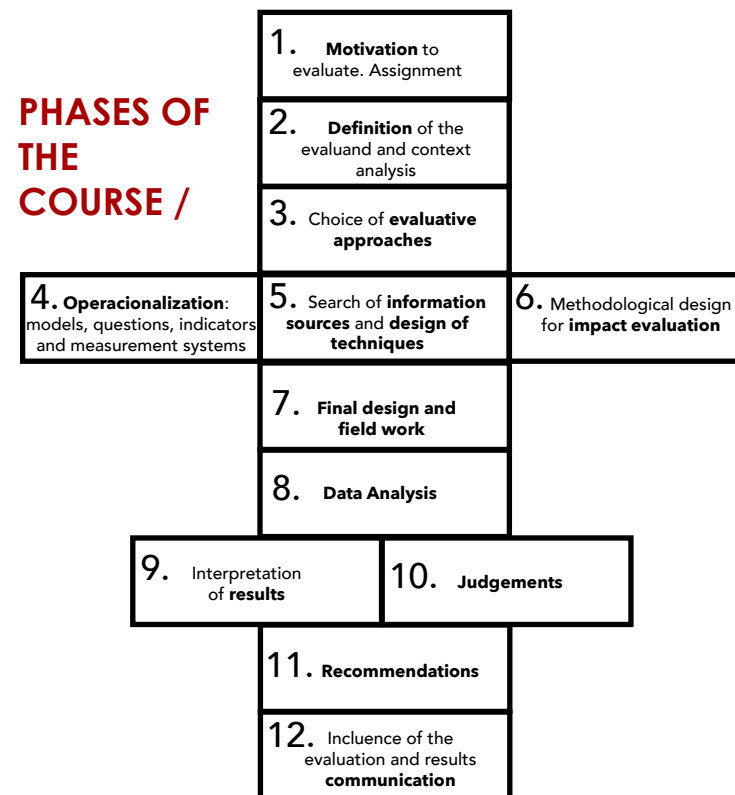 PHASES OF
THE
COURSE /
1. Motivation to
evaluate. Assignment
2. Definition of the
evaluand and context
analysis
3. Choice of evaluative
approaches
4. Operacionalization:
models, questions, indicators
and measurement systems
5. Search of information
sources and design of
techniques
6. Methodological design
for impact evaluation
7. Final design and
field work
8. Data Analysis
9. Interpretation
of results
10. Judgements
11. Recommendations
12. Incluence of the
evaluation and results
communication